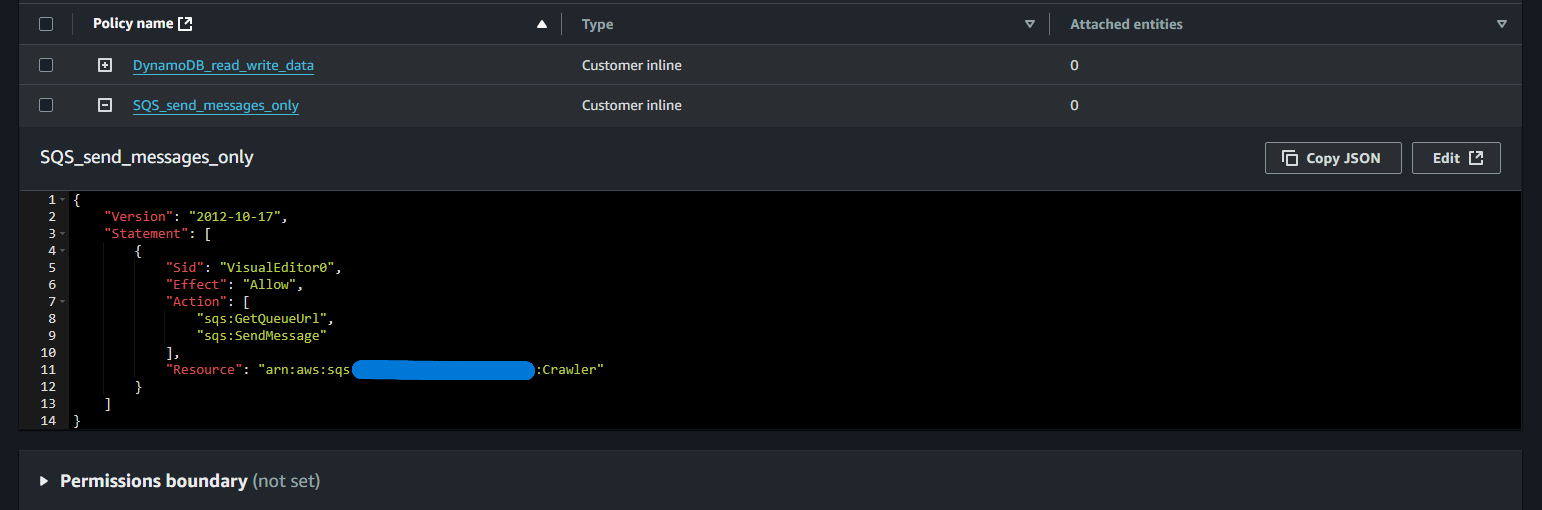 Policy name Type Attached entities
DynamoDB_read_write_data Customer inline 0
SQS_send_messages_only Customer inline 0
SQS_send_messages_only Copy JSON Edit
1 {
2 "Version": "2012-10-17",
3 "Statement": [
4 {
5 "Sid": "VisualEditor0",
6 "Effect": "Allow",
7 "Action": [
8 "sqs:GetQueueUrl",
9 "sqs:SendMessage"
10 ],
11 "Resource": "arn:aws:sqs :Crawler"
12 }
13 ]
14 }
Permissions boundary (not set)